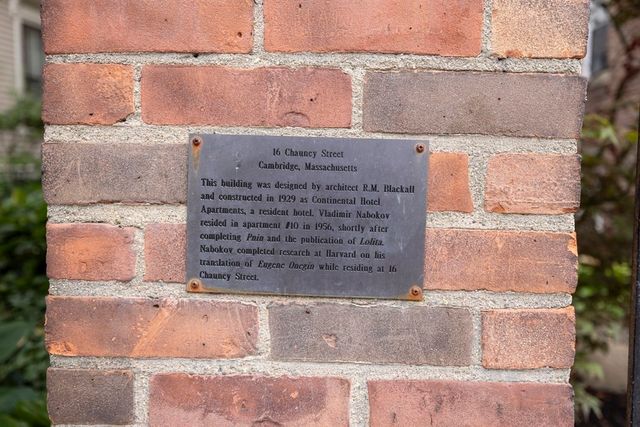 16 Chauncy Street
Cambridge, Massachusetts
This building was designed by architect R.M. Blackall
and constructed in 1929 as Continental Hotel
Apartments, a resident hotel. Vladimir Nabokov
resided in apartment #10 in 1956, shortly after
completing Pnin and the publication of Lolita.
Nabokov completed research at Harvard on his
translation of Eugene Onegin while residing at 16
Chauncy Street.